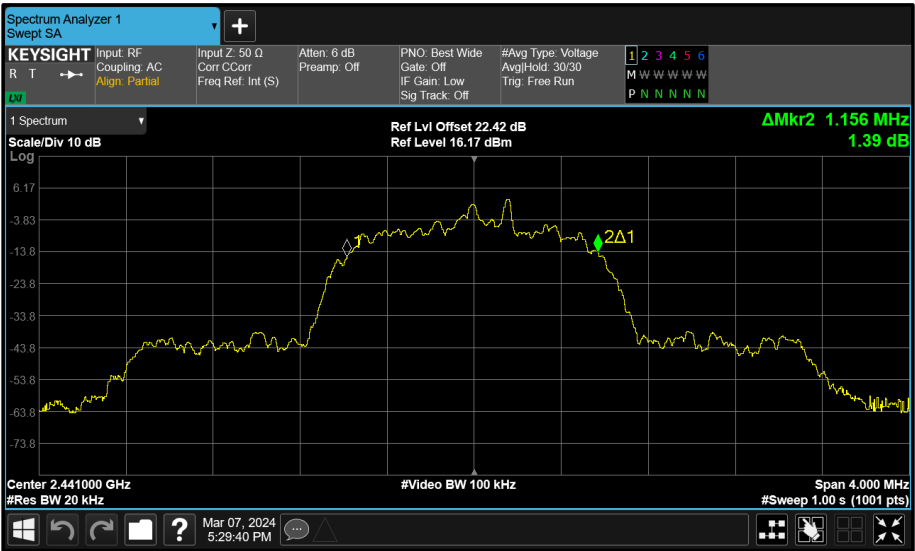 Spectrum Analyzer 1
Swept SA
KEYSIGHT
R T
LXI
Input: RF
Coupling: AC
Align: Partial
Input Z: 50 Ω
Corr CCorr
Freq Ref: Int (S)
Atten: 6 dB
Preamp: Off
PNO: Best Wide
Gate: Off
IF Gain: Low
Sig Track: Off
#Avg Type: Voltage
Avg|Hold: 30/30
Trig: Free Run
1 2 3 4 5 6
M W W W W W
P N N N N N
1 Spectrum
Scale/Div 10 dB
Ref Lvl Offset 22.42 dB
Ref Level 16.17 dBm
ΔMkr2 1.156 MHz
1.39 dB
Log
6.17
-3.83
1
2Δ1
-13.8
-23.8
-33.8
-43.8
-53.8
-63.8
-73.8
Center 2.441000 GHz
#Video BW 100 kHz
Span 4.000 MHz
#Res BW 20 kHz
#Sweep 1.00 s (1001 pts)
?
Mar 07, 2024
5:29:40 PM